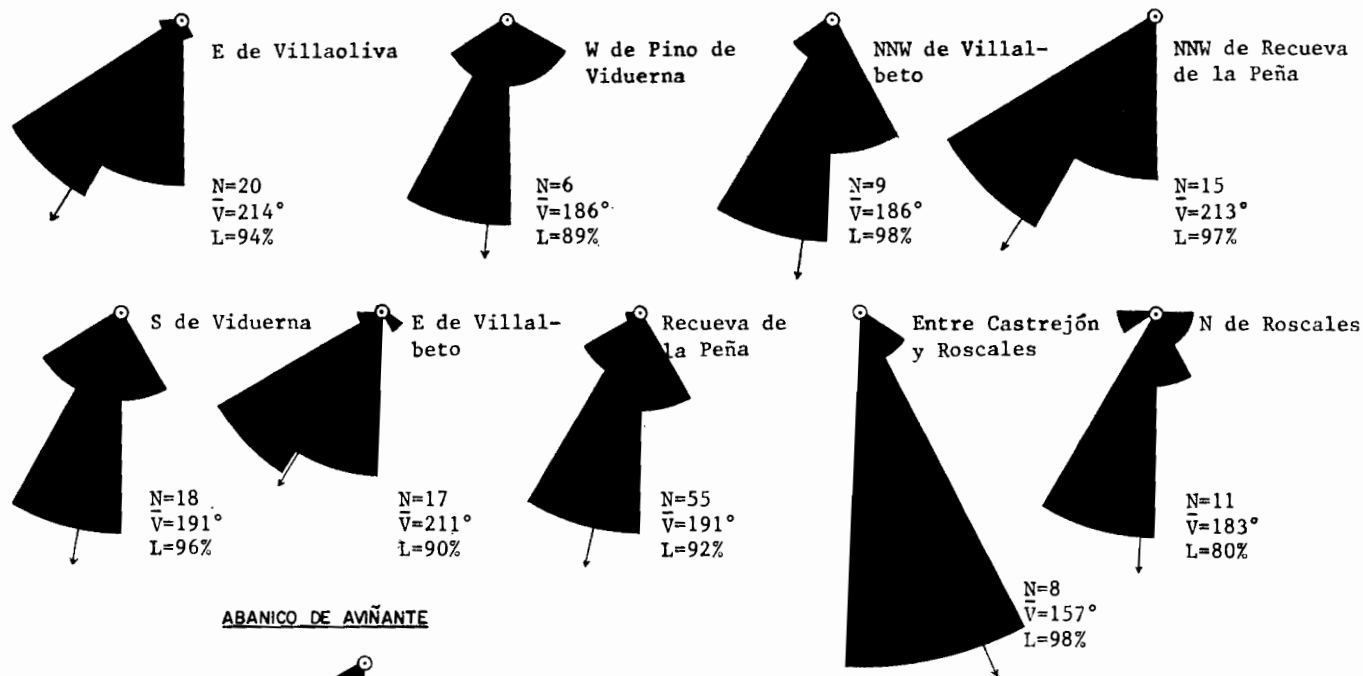 E de Villaoliva
N=20
V̅=214°
L=94%
W de Pino de
Viduerna
N=6
V̅=186°
L=89%
NNW de Villal-
beto
N=9
V̅=186°
L=98%
NNW de Recueva
de la Peña
N=15
V̅=213°
L=97%
S de Viduerna
N=18
V̅=191°
L=96%
E de Villal-
beto
N=17
V̅=211°
L=90%
Recueva de
la Peña
N=55
V̅=191°
L=92%
Entre Castrejón
y Roscales
N=8
V̅=157°
L=98%
N de Roscales
N=11
V̅=183°
L=80%
ABANICO DE AVIÑANTE